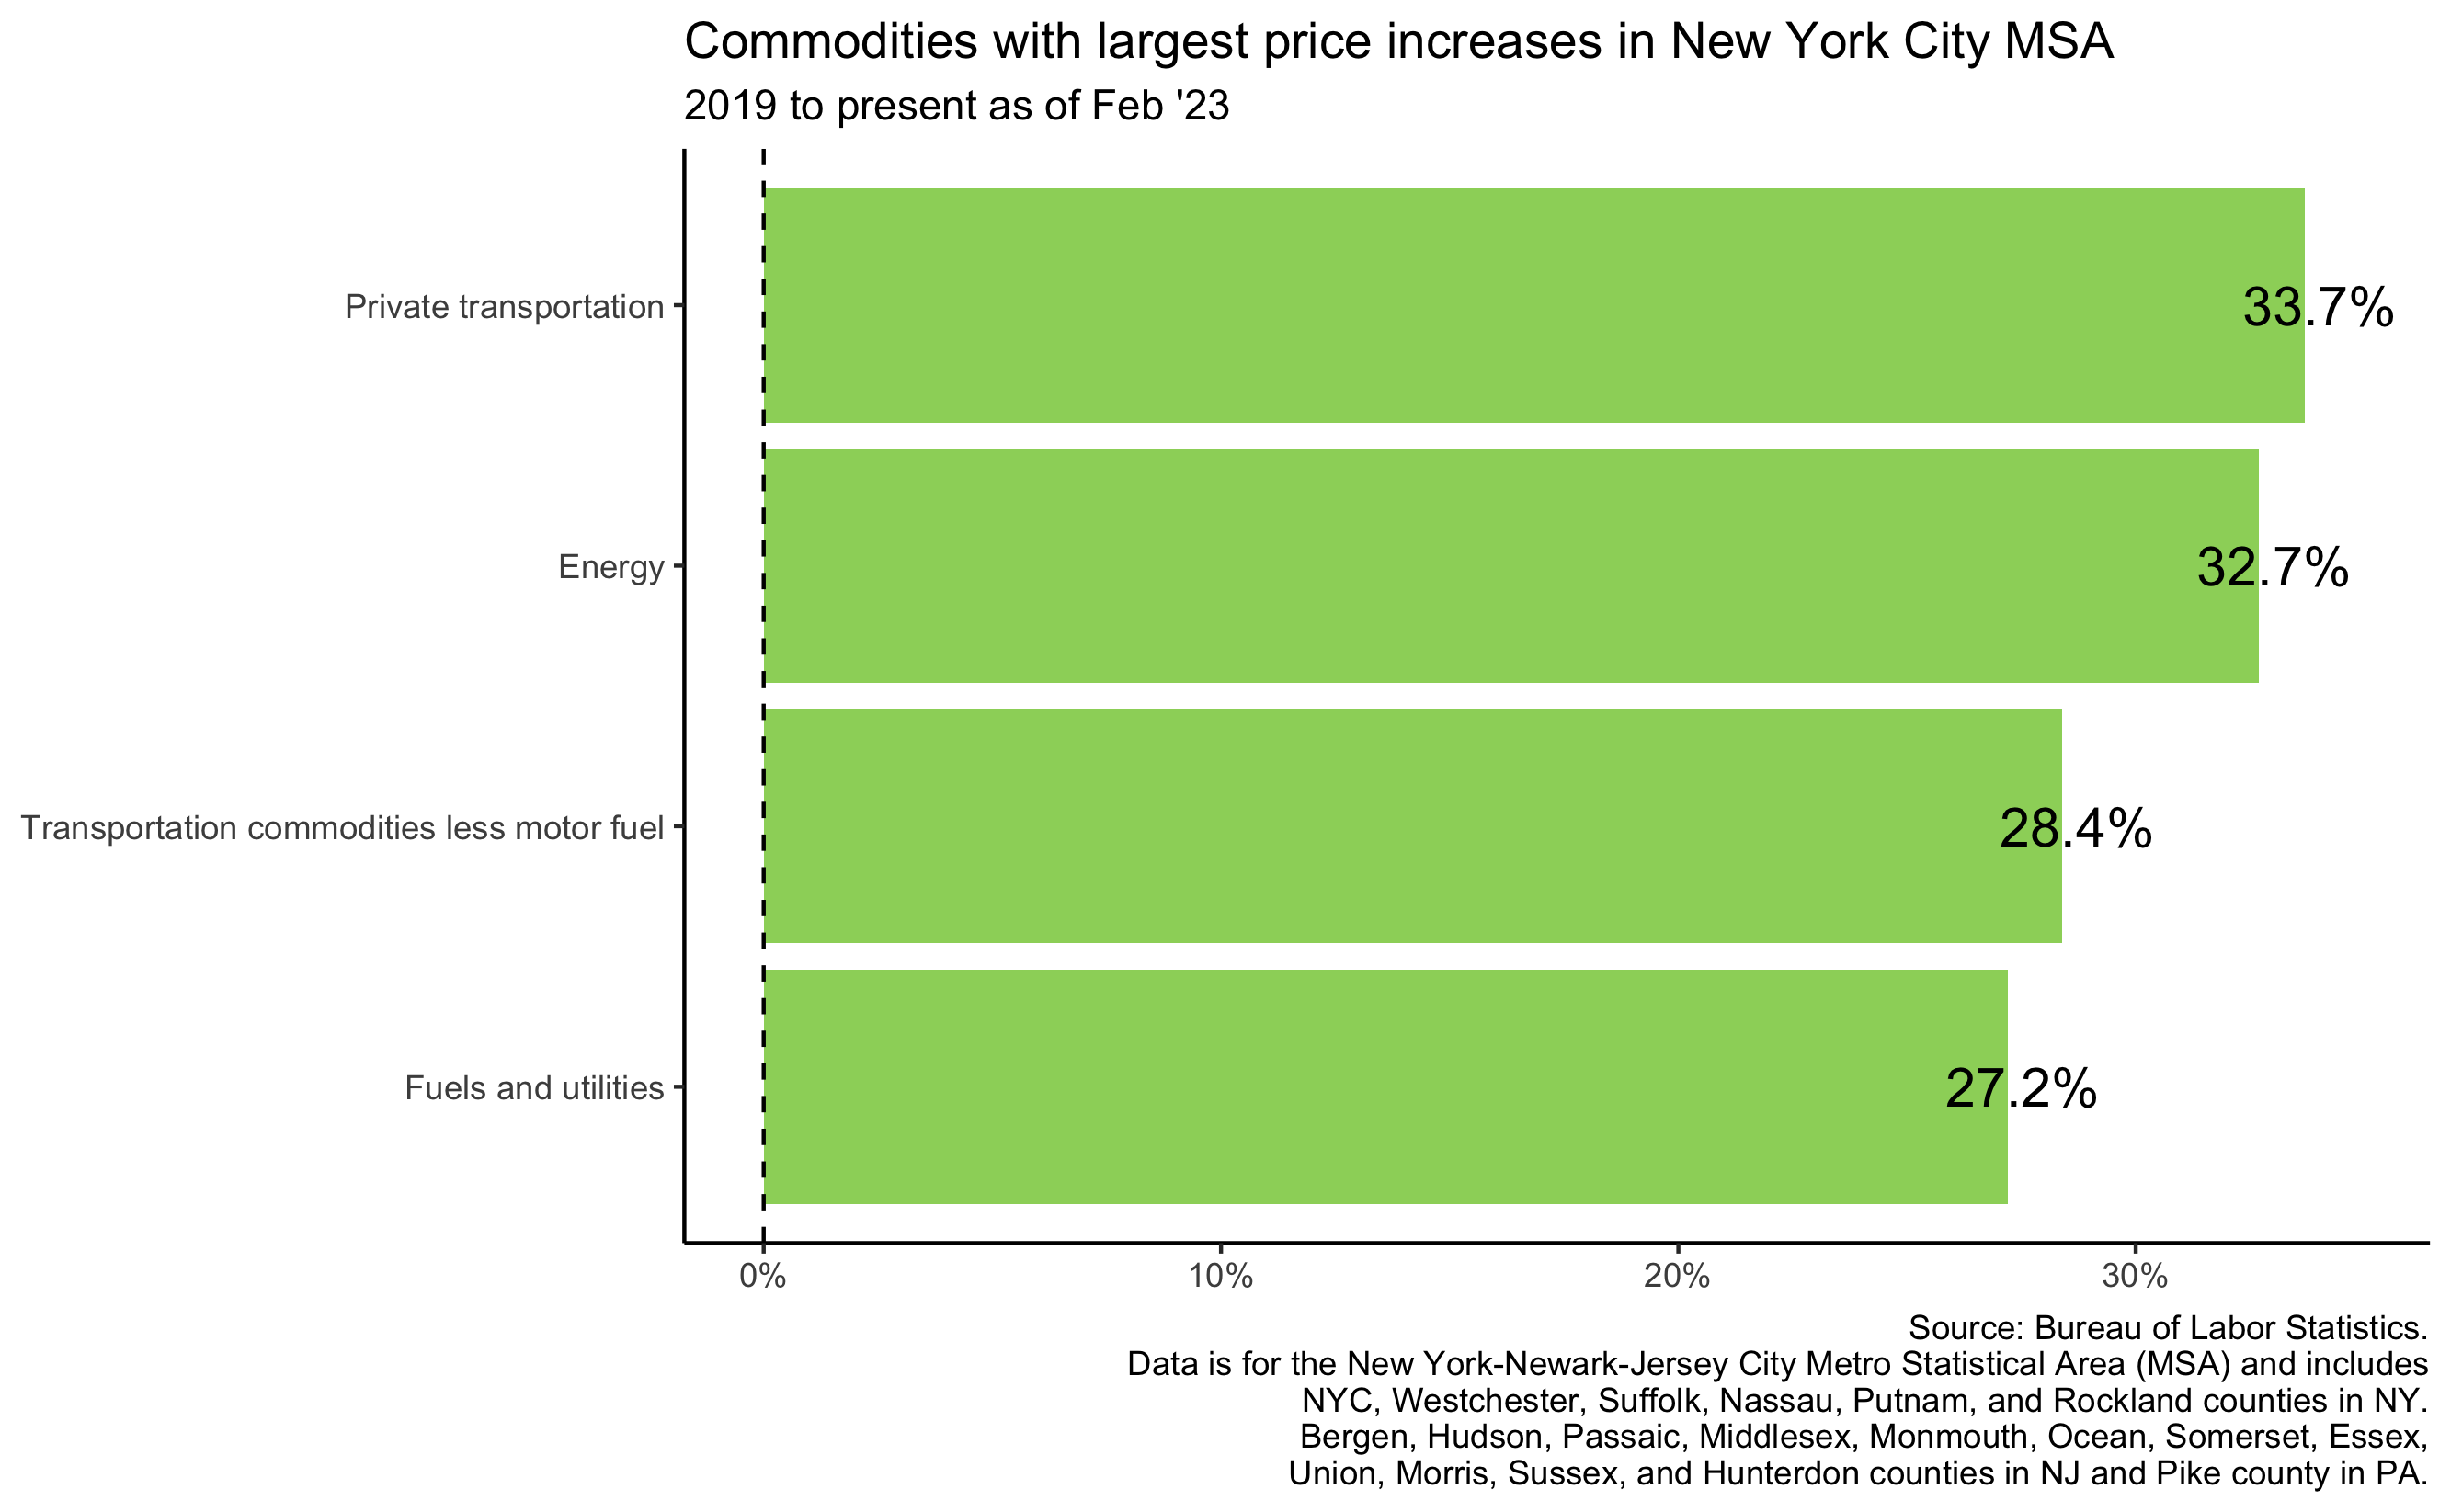 Commodities with largest price increases in New York City MSA
2019 to present as of Feb '23
Private transportation
33.7%
Energy
32.7%
Transportation commodities less motor fuel
28.4%
Fuels and utilities
27.2%
0%
10%
20%
30%
Source: Bureau of Labor Statistics.
Data is for the New York-Newark-Jersey City Metro Statistical Area (MSA) and includes
NYC, Westchester, Suffolk, Nassau, Putnam, and Rockland counties in NY.
Bergen, Hudson, Passaic, Middlesex, Monmouth, Ocean, Somerset, Essex,
Union, Morris, Sussex, and Hunterdon counties in NJ and Pike county in PA.